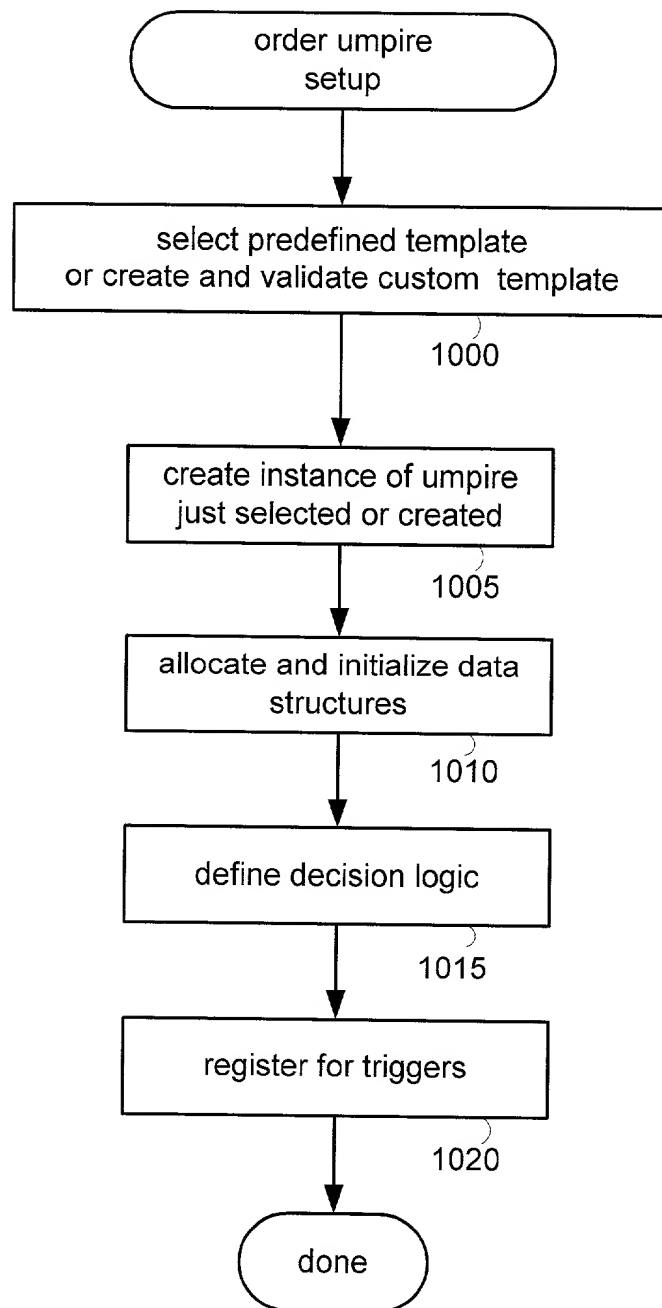 order umpire
setup
select predefined template
or create and validate custom template
1000
create instance of umpire
just selected or created
1005
allocate and initialize data
structures
1010
define decision logic
1015
register for triggers
1020
done